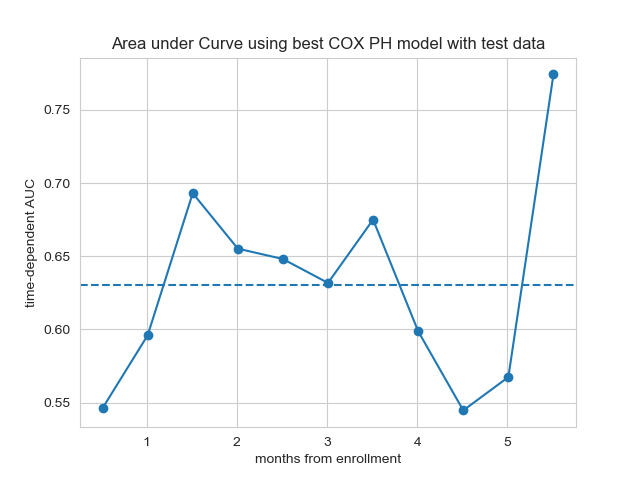 Area under Curve using best COX PH model with test data
time-dependent AUC
0.75
0.70
0.65
0.60
0.55
1 2 3 4 5
months from enrollment